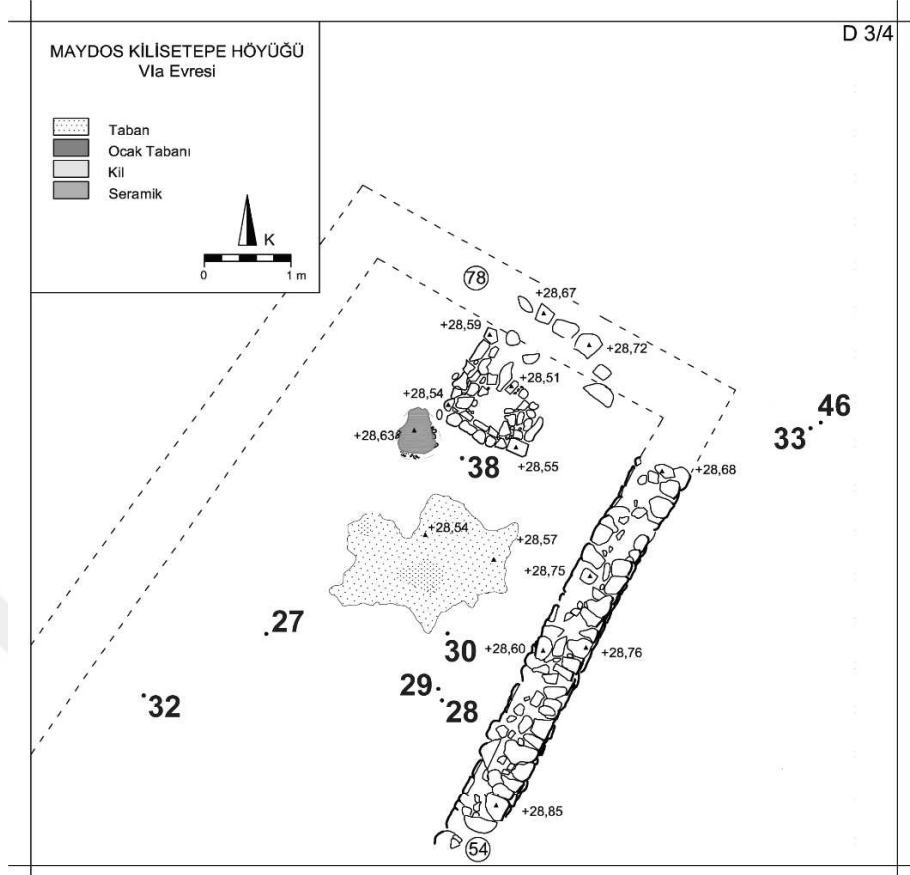 D 3/4
MAYDOS KİLİSETEPE HÖYÜĞÜ
VIa Evresi
Taban
Ocak Tabanı
Kil
Seramik
K
0 1 m
78
+28,67
+28,59
+28,72
+28,51
+28,54
46
33
+28,63
38
+28,55
+28,68
+28,54
+28,57
+28,75
27
30
+28,60
+28,76
29
32
28
+28,85
54